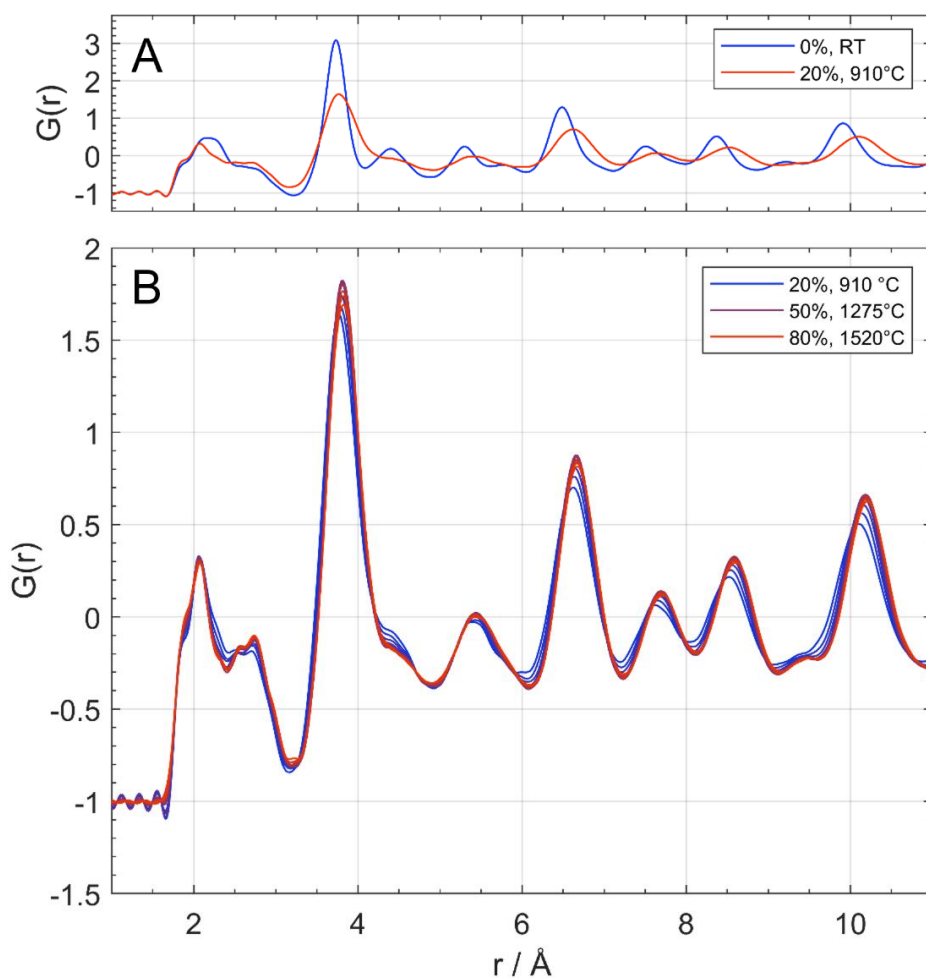 A
0%, RT
20%, 910°C
3
2
1
0
-1
G(r)
B
20%, 910 °C
50%, 1275°C
80%, 1520°C
2
1.5
1
0.5
0
-0.5
-1
-1.5
G(r)
2 4 6 8 10
r / Å